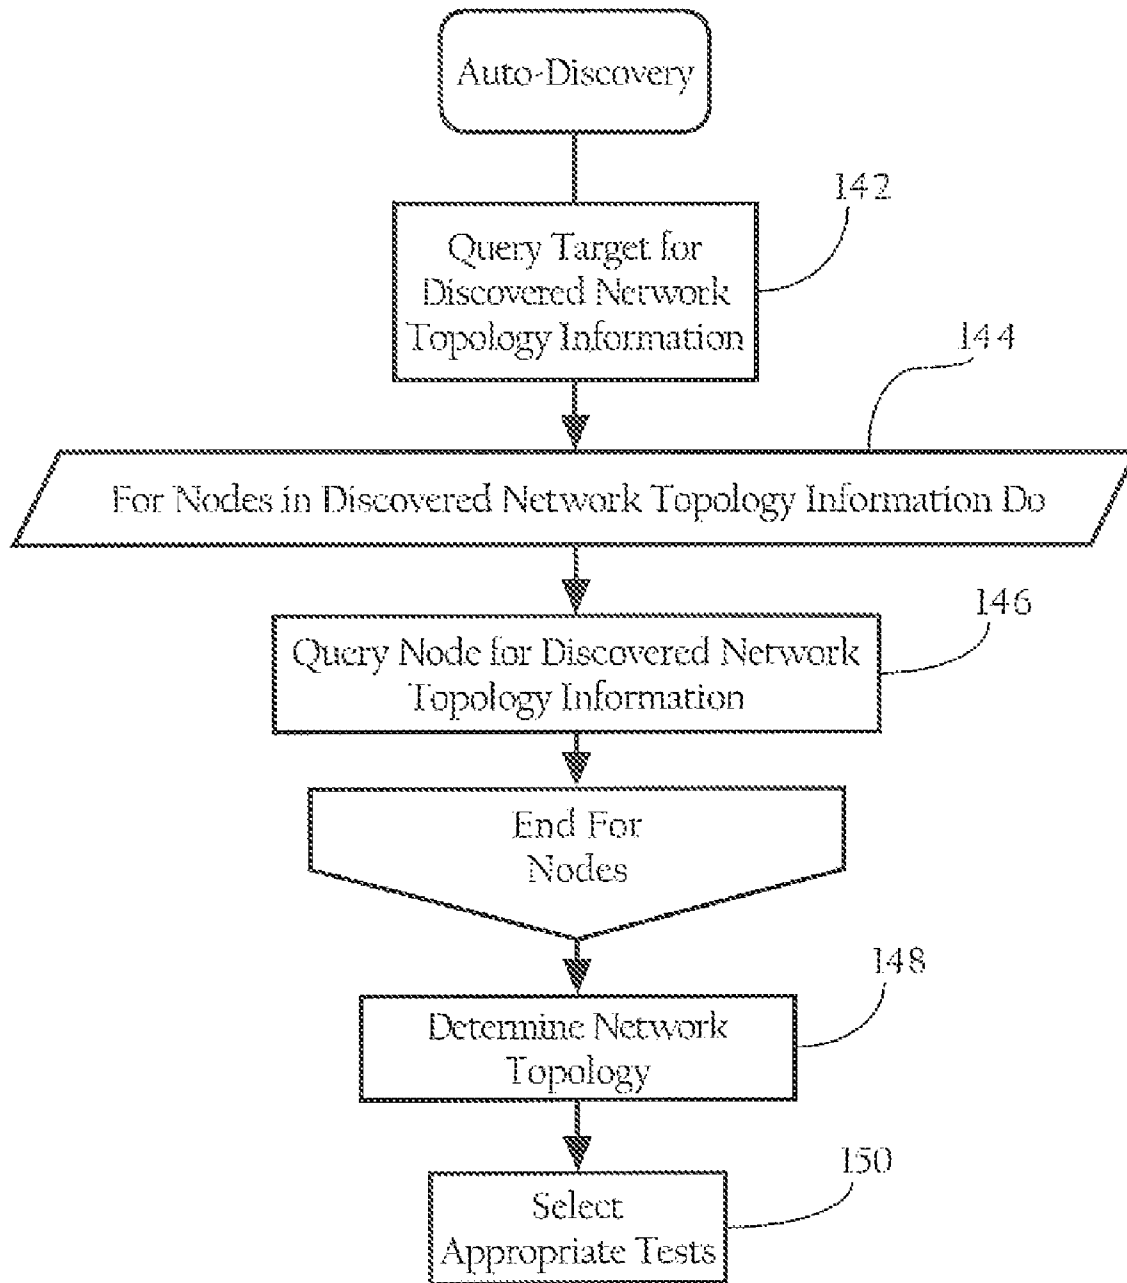 Auto-Discovery
142
Query Target for
Discovered Network
Topology Information
144
For Nodes in Discovered Network Topology Information Do
146
Query Node for Discovered Network
Topology Information
End For
Nodes
148
Determine Network
Topology
150
Select
Appropriate Tests